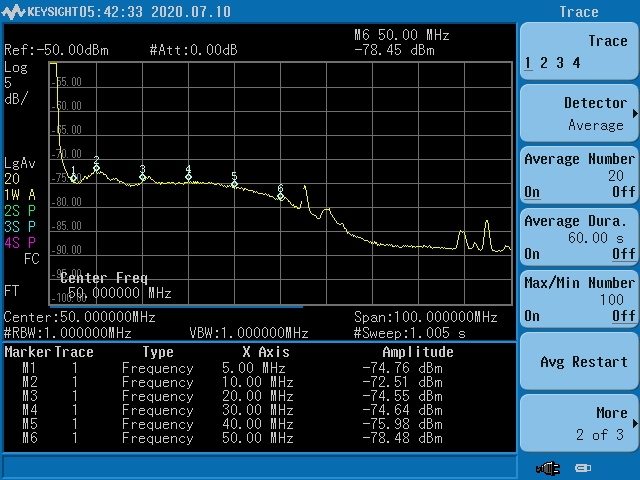 KEYSIGHT 05:42:33 2020.07.10
Trace
M6 50.00 MHz
Ref:-50.00dBm #Att:0.00dB -78.45 dBm
Log
5
dB/
-55.00
-65.00
-75.00
-80.00
-85.00
-90.00
-100.00
1 2 3 4 5 6
LgAv
20
1W A
2S P
3S P
4S P
FC
FT
Center Freq
50.000000 MHz
Center:50.000000MHz Span:100.000000MHz
#RBW:1.000000MHz VBW:1.000000MHz #Sweep:1.005 s
Marker Trace Type X Axis Amplitude
M1 1 Frequency 5.00 MHz -74.76 dBm
M2 1 Frequency 10.00 MHz -72.51 dBm
M3 1 Frequency 20.00 MHz -74.55 dBm
M4 1 Frequency 30.00 MHz -74.64 dBm
M5 1 Frequency 40.00 MHz -75.98 dBm
M6 1 Frequency 50.00 MHz -78.48 dBm
Trace
1 2 3 4
Detector
Average
Average Number
20
On Off
Average Dura.
60.00 s
On Off
Max/Min Number
100
On Off
Avg Restart
More
2 of 3